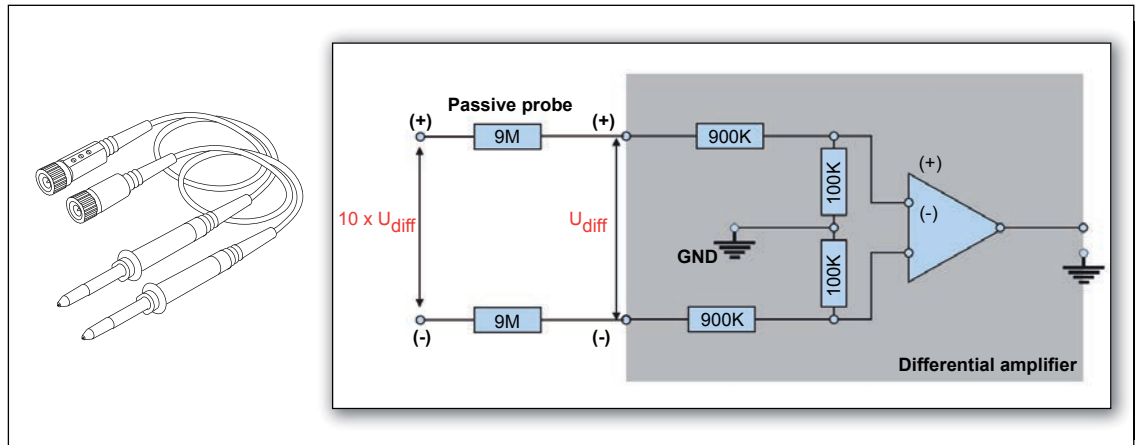 Passive probe
(+)
9M
(+)
900K
100K
(+)
(-)
10 x Udiff
Udiff
GND
100K
9M
900K
(-)
(-)
Differential amplifier